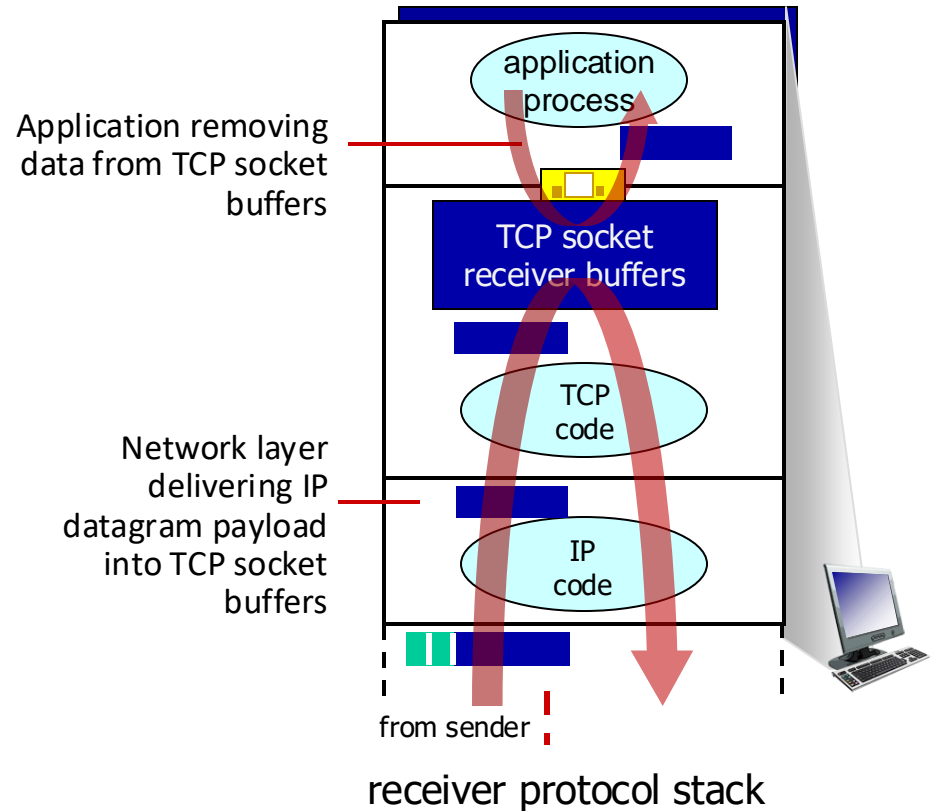 application
process
Application removing
data from TCP socket
buffers
TCP socket
receiver buffers
TCP
code
Network layer
delivering IP
datagram payload
into TCP socket
buffers
IP
code
from sender
receiver protocol stack